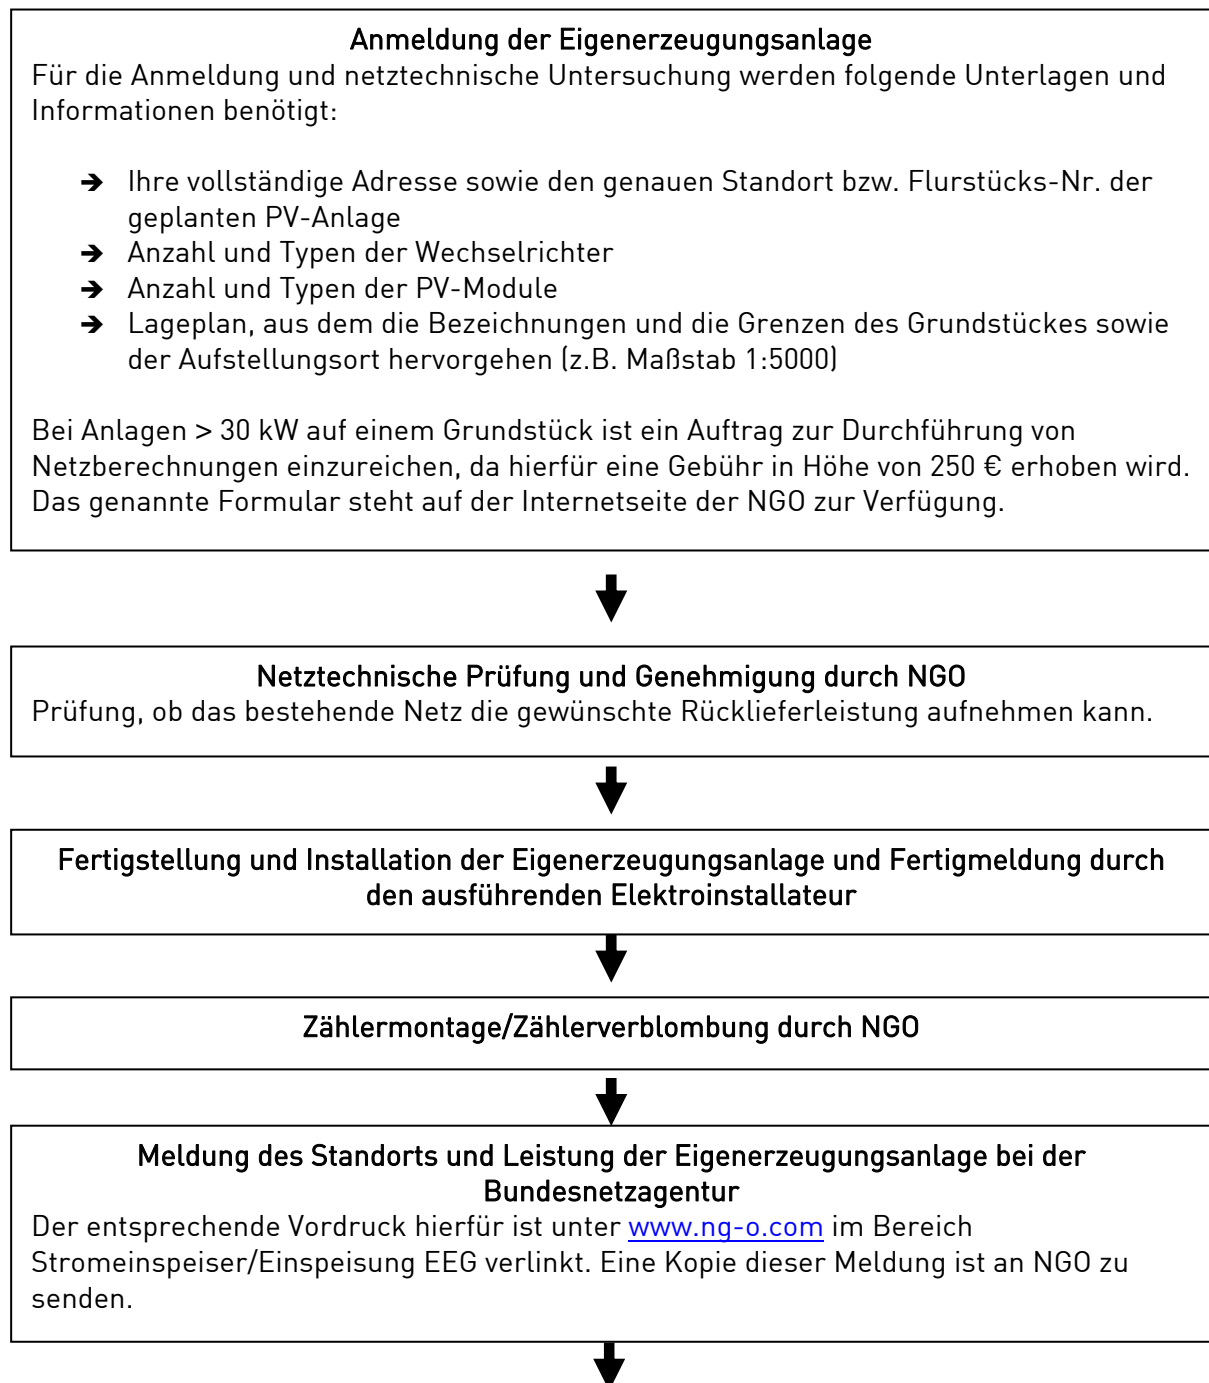 Anmeldung der Eigenerzeugungsanlage
Für die Anmeldung und netztechnische Untersuchung werden folgende Unterlagen und
Informationen benötigt:
➔ Ihre vollständige Adresse sowie den genauen Standort bzw. Flurstücks-Nr. der
geplanten PV-Anlage
➔ Anzahl und Typen der Wechselrichter
➔ Anzahl und Typen der PV-Module
➔ Lageplan, aus dem die Bezeichnungen und die Grenzen des Grundstückes sowie
der Aufstellungsort hervorgehen (z.B. Maßstab 1:5000)
Bei Anlagen > 30 kW auf einem Grundstück ist ein Auftrag zur Durchführung von
Netzberechnungen einzureichen, da hierfür eine Gebühr in Höhe von 250 € erhoben wird.
Das genannte Formular steht auf der Internetseite der NGO zur Verfügung.
Netztechnische Prüfung und Genehmigung durch NGO
Prüfung, ob das bestehende Netz die gewünschte Rücklieferleistung aufnehmen kann.
Fertigstellung und Installation der Eigenerzeugungsanlage und Fertigmeldung durch
den ausführenden Elektroinstallateur
Zählermontage/Zählerverblombung durch NGO
Meldung des Standorts und Leistung der Eigenerzeugungsanlage bei der
Bundesnetzagentur
Der entsprechende Vordruck hierfür ist unter www.ng-o.com im Bereich
Stromeinspeiser/Einspeisung EEG verlinkt. Eine Kopie dieser Meldung ist an NGO zu
senden.